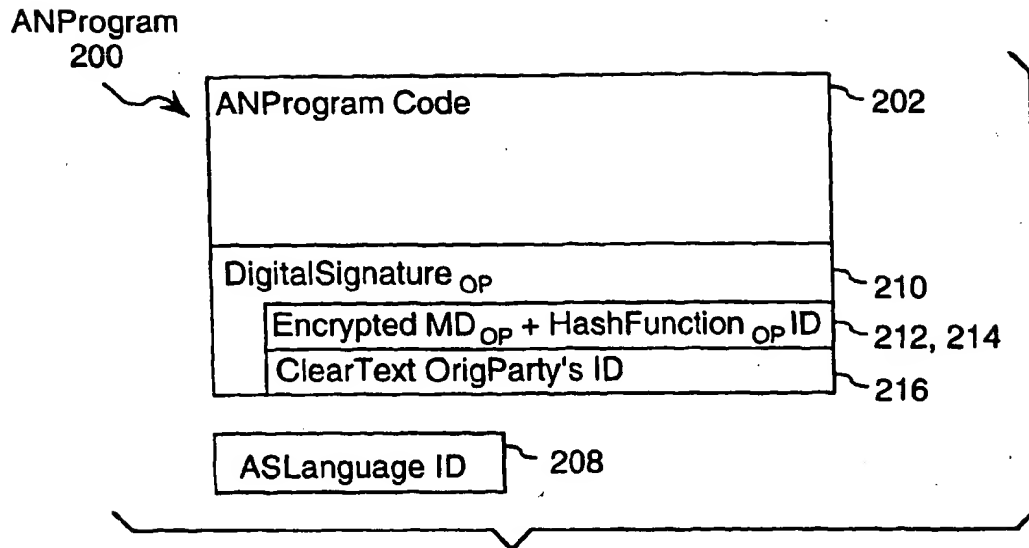 ANProgram
200
ANProgram Code
202
DigitalSignature OP
210
Encrypted MD OP + HashFunction OP ID
212, 214
ClearText OrigParty's ID
216
ASLanguage ID
208